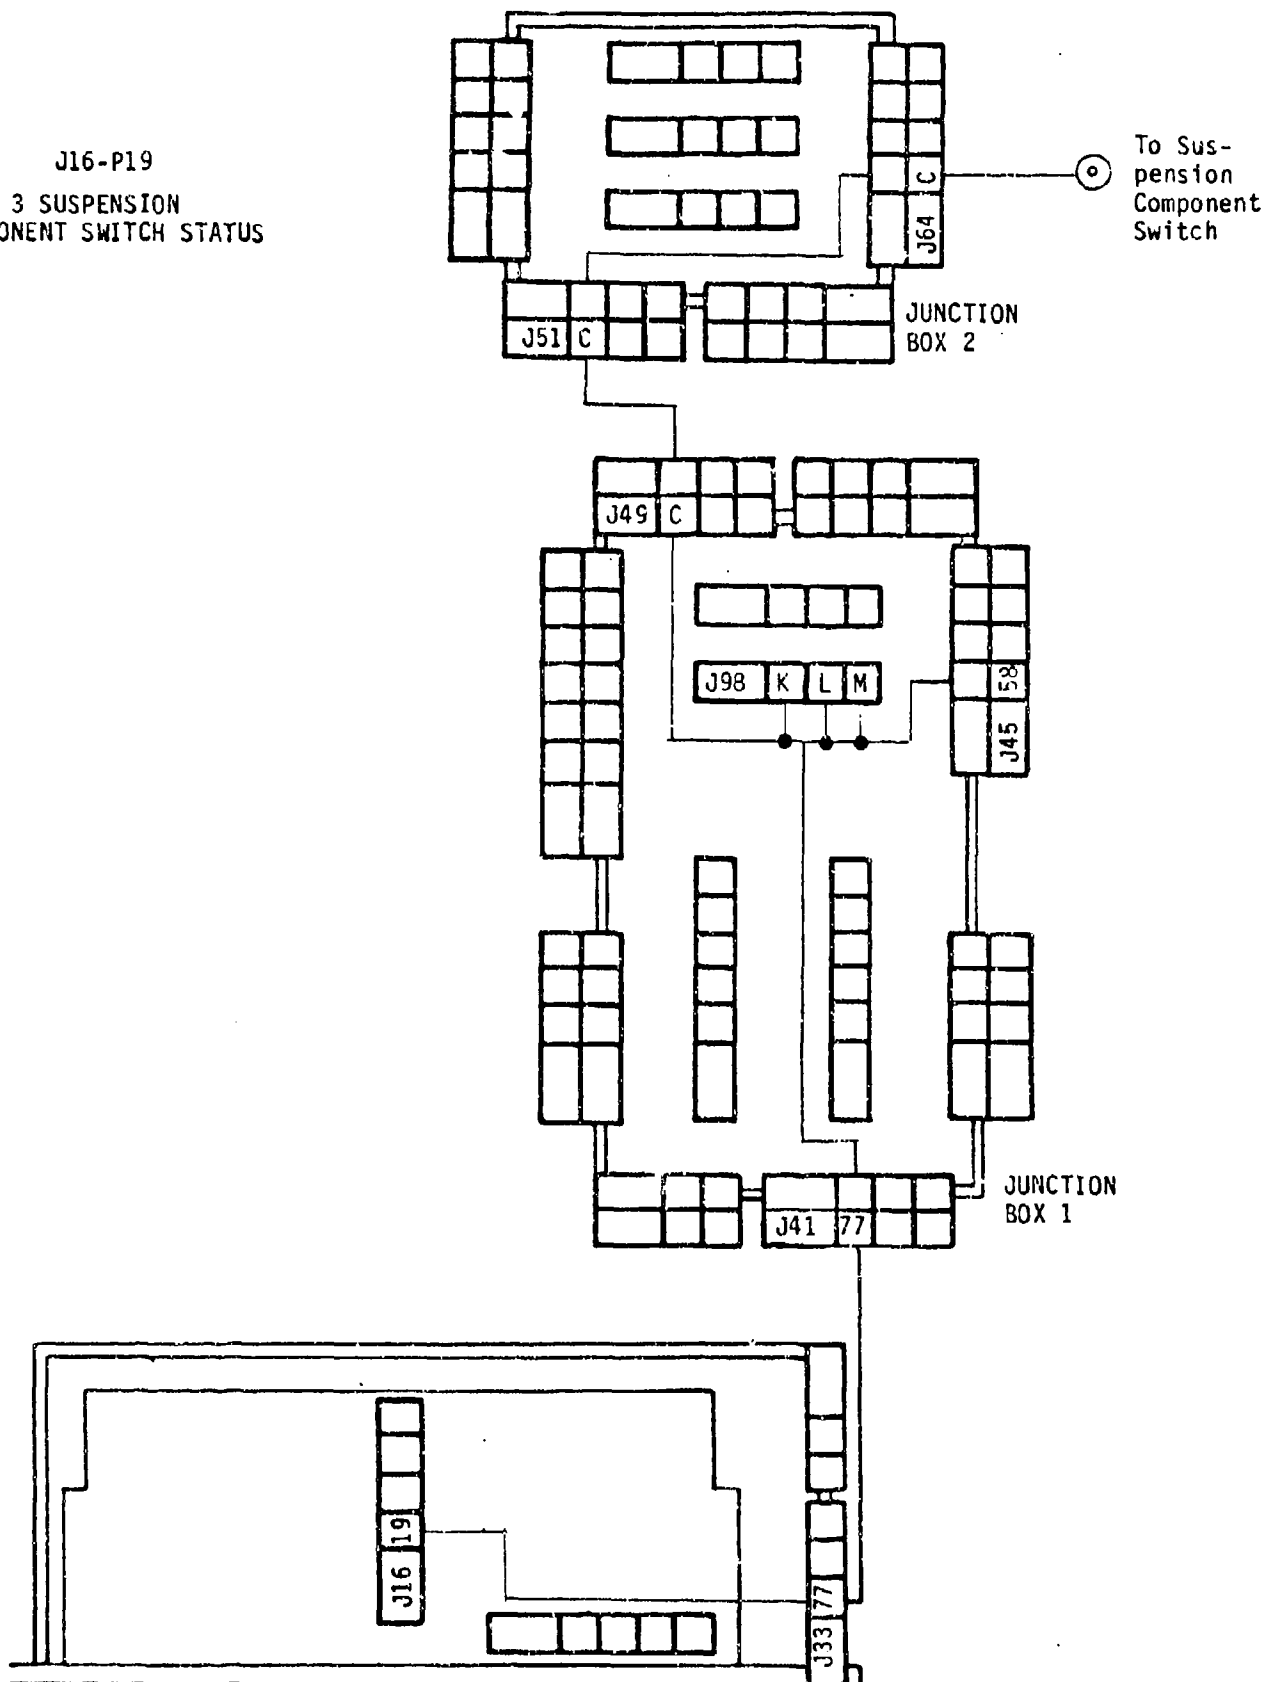 J16-P19
3 SUSPENSION
ONENT SWITCH STATUS
To Sus-
pension
Component
Switch
C
J64
J51 C
JUNCTION
BOX 2
J49 C
J98 K L M
58
J45
J41 77
JUNCTION
BOX 1
19
J16
77
J33